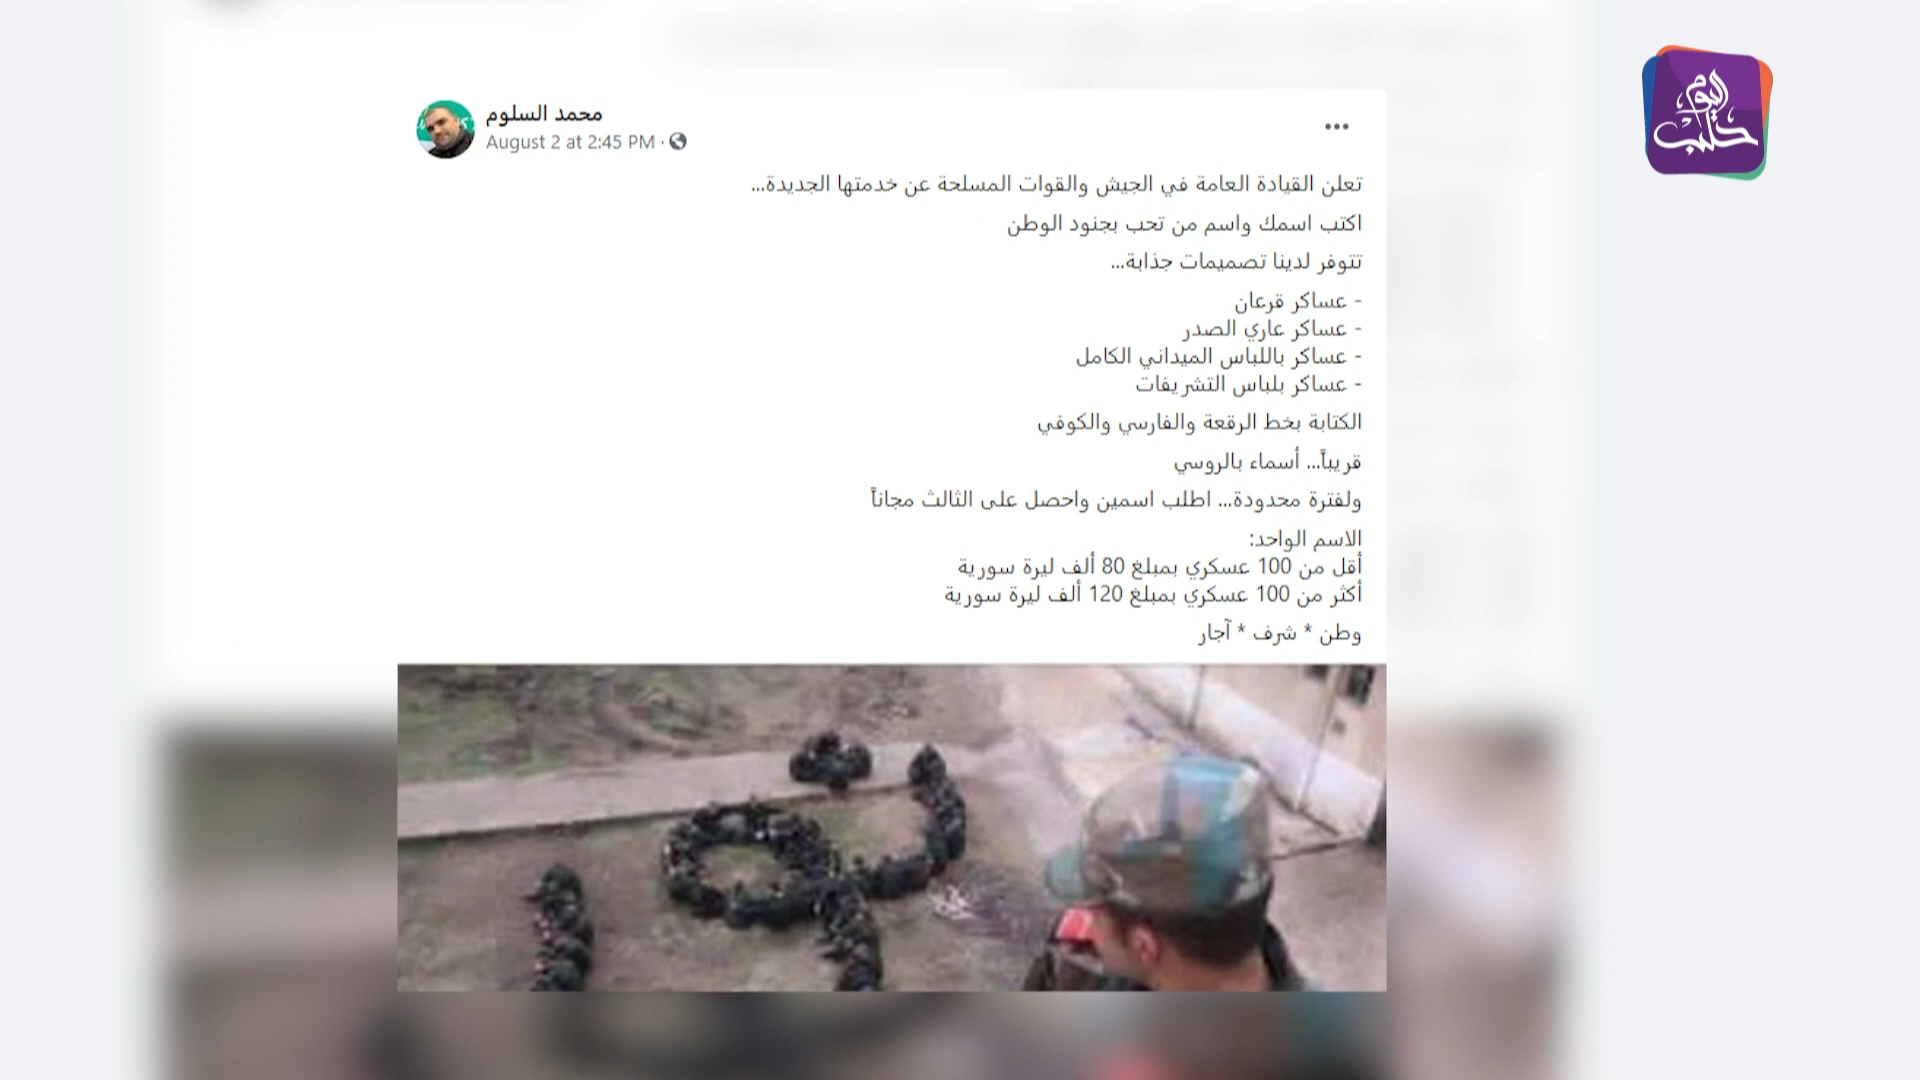 حلب اليوم
محمد السلوم
August 2 at 2:45 PM ·
تعلن القيادة العامة في الجيش والقوات المسلحة عن خدمتها الجديدة...
اكتب اسمك واسم من تحب بجنود الوطن
تتوفر لدينا تصميمات جذابة...
- عساكر قرعان
- عساكر عاري الصدر
- عساكر باللباس الميداني الكامل
- عساكر بلباس التشريفات
الكتابة بخط الرقعة والفارسي والكوفي
قريباً... أسماء بالروسي
ولفترة محدودة... اطلب اسمين واحصل على الثالث مجاناً
الاسم الواحد:
أقل من 100 عسكري بمبلغ 80 ألف ليرة سورية
أكثر من 100 عسكري بمبلغ 120 ألف ليرة سورية
وطن * شرف * آجار